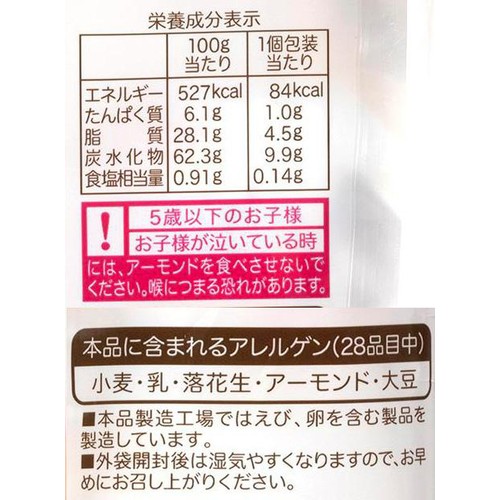 栄養成分表示
100g 1個包装
当たり 当たり
エネルギー 527kcal 84kcal
たんぱく質 6.1g 1.0g
脂質 28.1g 4.5g
炭水化物 62.3g 9.9g
食塩相当量 0.91g 0.14g
! 5歳以下のお子様
お子様が泣いている時
には、アーモンドを食べさせないで
ください。喉につまる恐れがあります。
本品に含まれるアレルゲン(28品目中)
小麦・乳・落花生・アーモンド・大豆
■本品製造工場ではえび、卵を含む製品を
製造しています。
■外袋開封後は湿気やすくなりますので、お早
めにお召し上がりください。